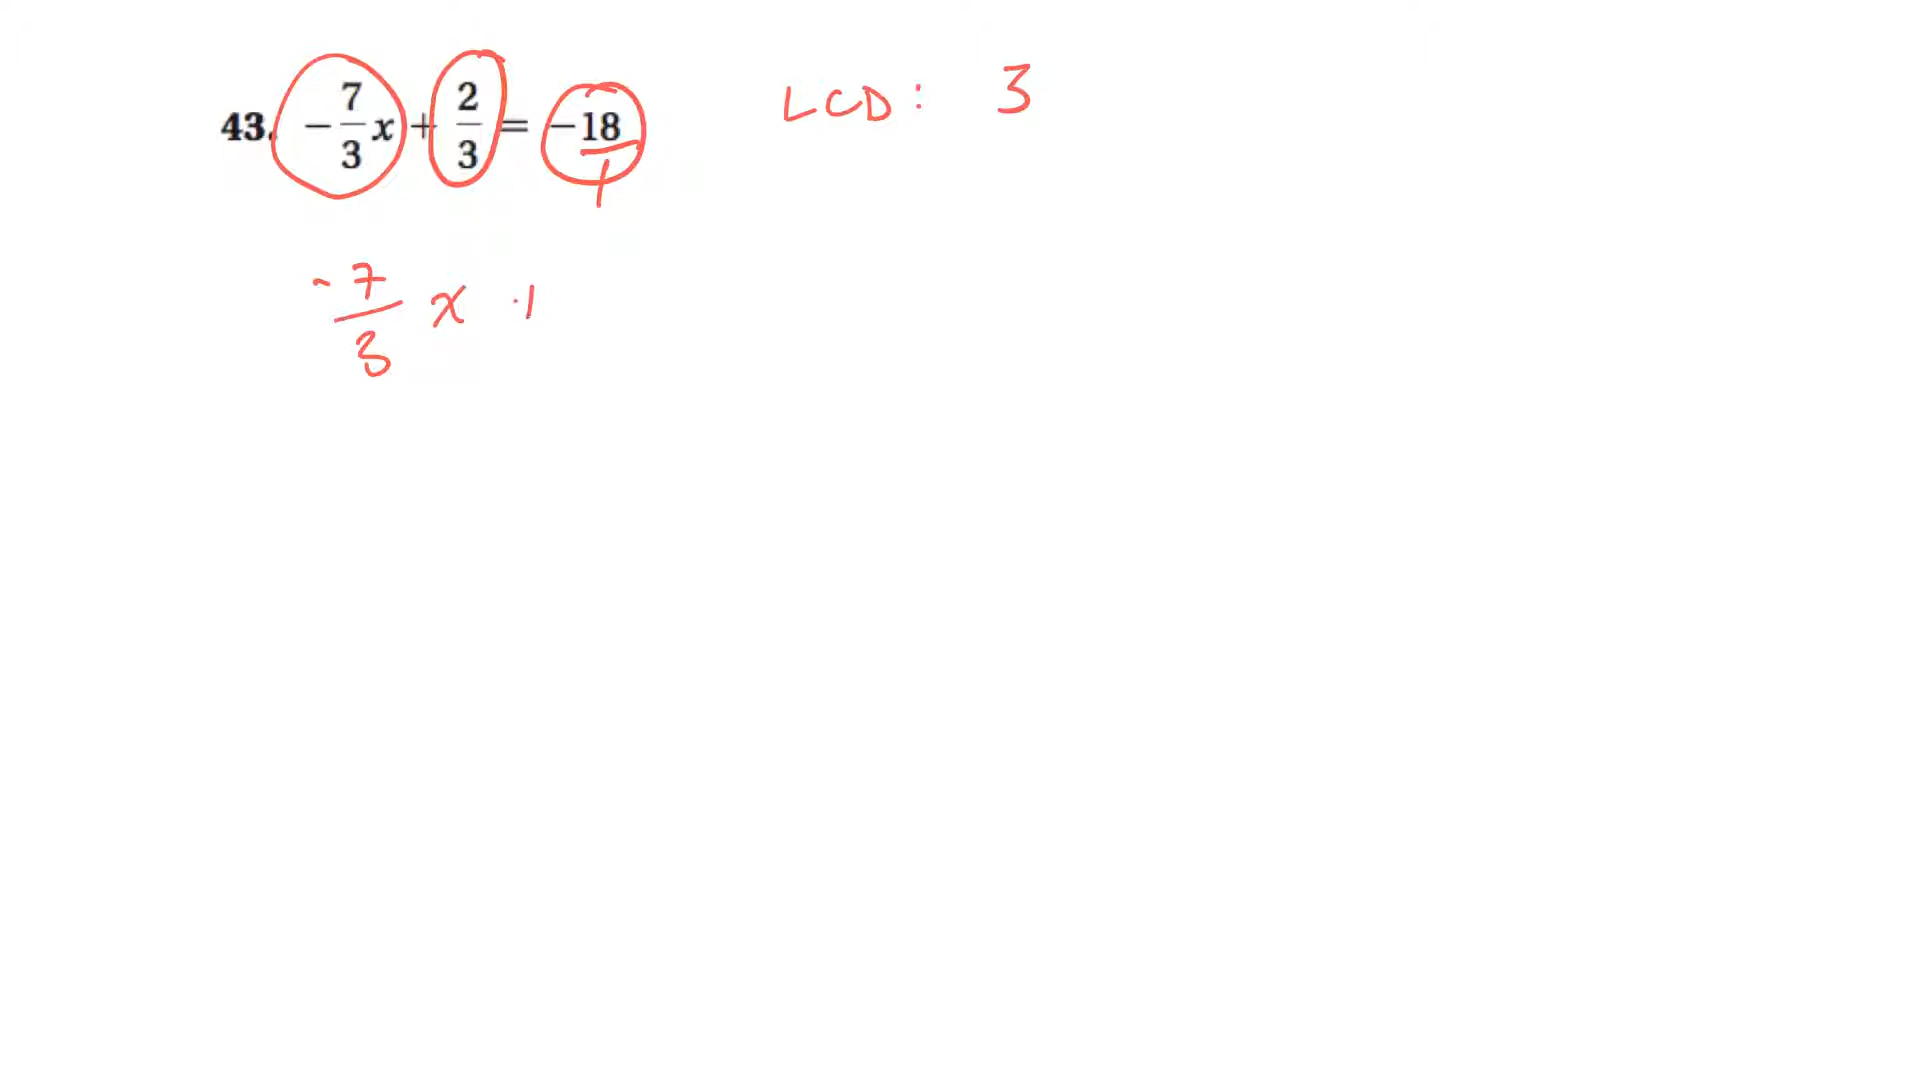 43. -7/3 x + 2/3 = -18/1
LCD: 3
-7/3 x ·1